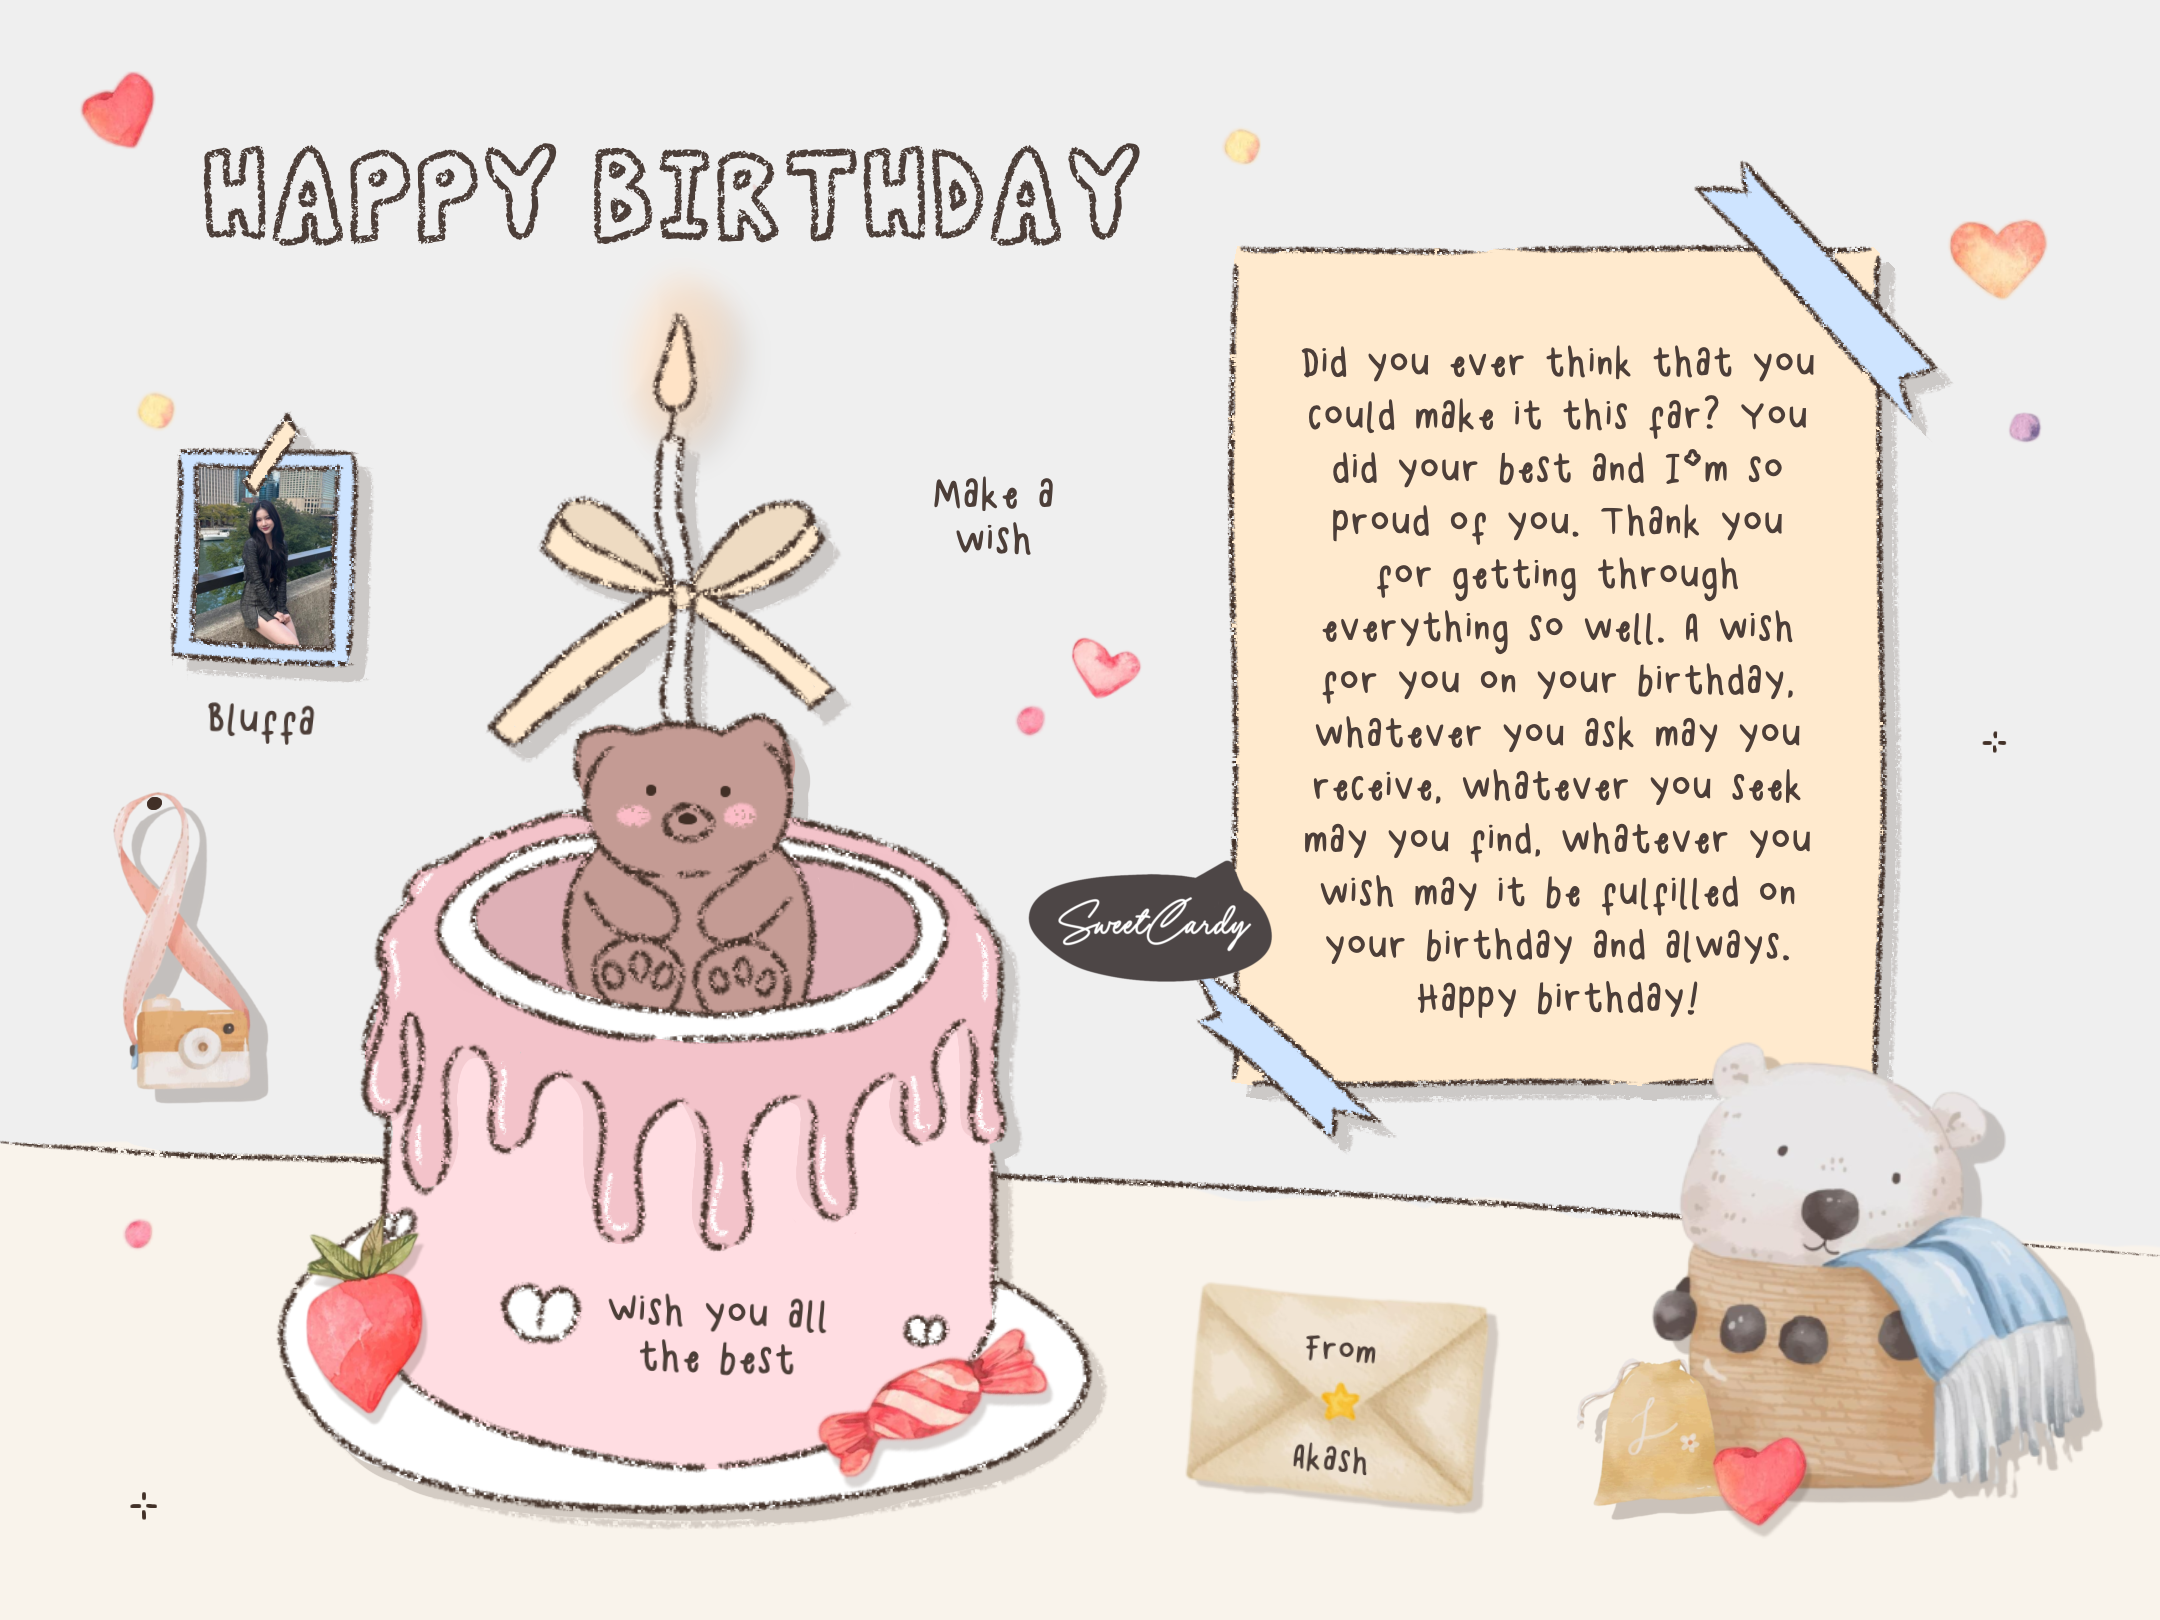 HAPPY BIRTHDAY
Make a
wish
Bluffa
Did you ever think that you
could make it this far? You
did your best and I°m so
proud of you. Thank you
for getting through
everything so well. A wish
for you on your birthday,
whatever you ask may you
receive, whatever you seek
may you find, whatever you
wish may it be fulfilled on
your birthday and always.
Happy birthday!
SweetCardy
wish you all
the best
From
Akash
L